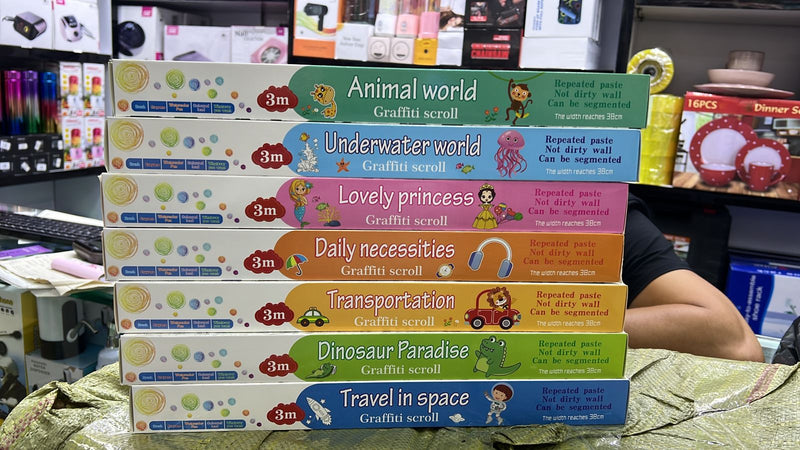 3m
Animal world
Graffiti scroll
Repeated paste
Not dirty wall
Can be segmented
The width reaches 38cm
3m
Underwater world
Graffiti scroll
Repeated paste
Not dirty wall
Can be segmented
The width reaches 38cm
3m
Lovely princess
Graffiti scroll
Repeated paste
Not dirty wall
Can be segmented
The width reaches 38cm
3m
Daily necessities
Graffiti scroll
Repeated paste
Not dirty wall
Can be segmented
The width reaches 38cm
3m
Transportation
Graffiti scroll
Repeated paste
Not dirty wall
Can be segmented
The width reaches 38cm
3m
Dinosaur Paradise
Graffiti scroll
Repeated paste
Not dirty wall
Can be segmented
The width reaches 38cm
3m
Travel in space
Graffiti scroll
Repeated paste
Not dirty wall
Can be segmented
The width reaches 38cm
16PCS
Dinner
shoe rack